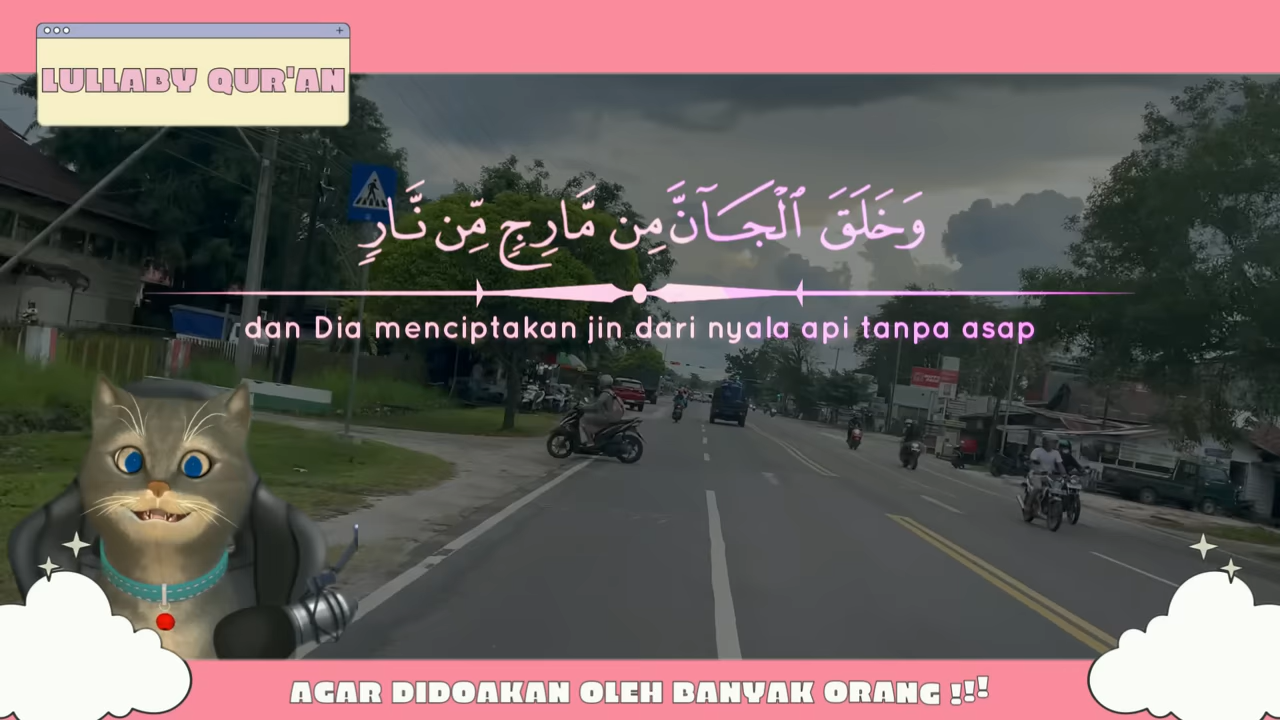 LULLABY QUR'AN
وَخَلَقَ ٱلْجَآنَّ مِن مَّارِجٍ مِّن نَّارٍ
dan Dia menciptakan jin dari nyala api tanpa asap
AGAR DIDOAKAN OLEH BANYAK ORANG !!!